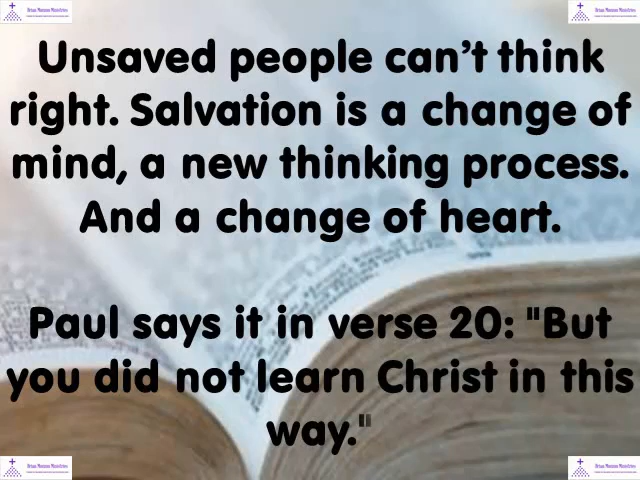 Unsaved people can’t think
right. Salvation is a change of
mind, a new thinking process.
And a change of heart.
Paul says it in verse 20: "But
you did not learn Christ in this
way."